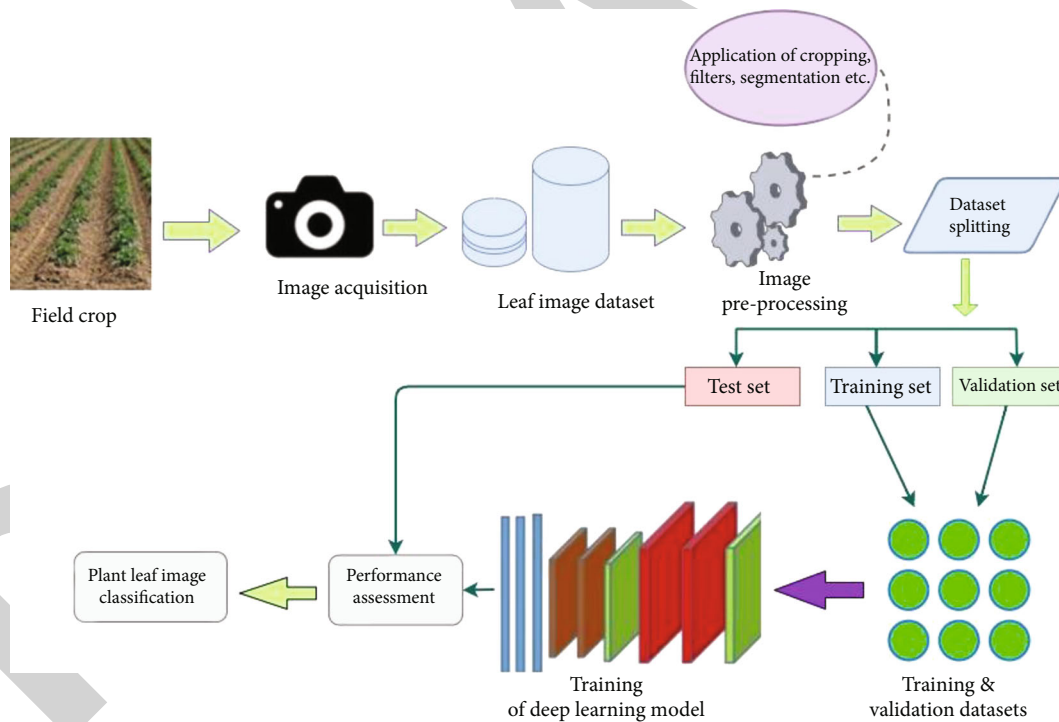 Application of cropping,
filters, segmentation etc.
Field crop
Image acquisition
Leaf image dataset
Image
pre-processing
Dataset
splitting
Test set
Training set
Validation set
Plant leaf image
classification
Performance
assessment
Training
of deep learning model
Training &
validation datasets